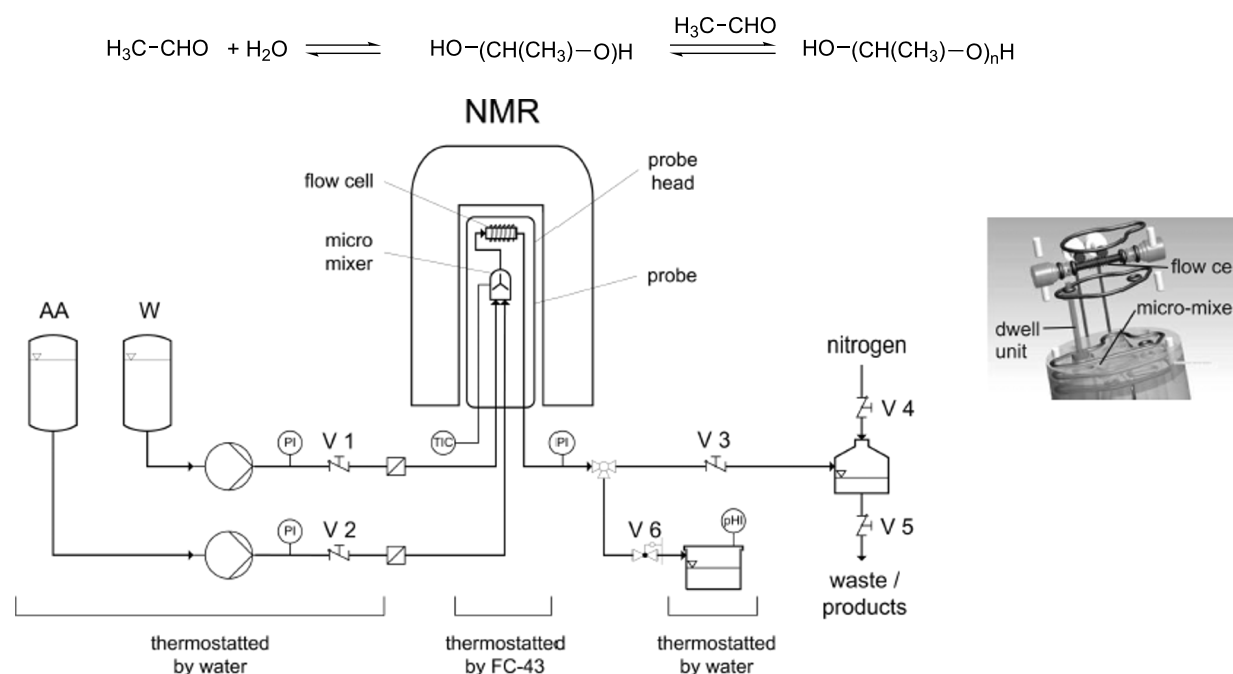 H₃C–CHO + H₂O ⇌ HO–(CH(CH₃)–O)H ⇌ HO–(CH(CH₃)–O)ₙH
H₃C–CHO
NMR
flow cell
probe
head
micro
mixer
probe
AA
W
flow ce
micro-mixe
dwell
unit
nitrogen
V 4
PI
V 1
TIC
PI
V 3
PI
V 2
V 6
pHI
V 5
waste /
products
thermostatted
by water
thermostatted
by FC-43
thermostatted
by water